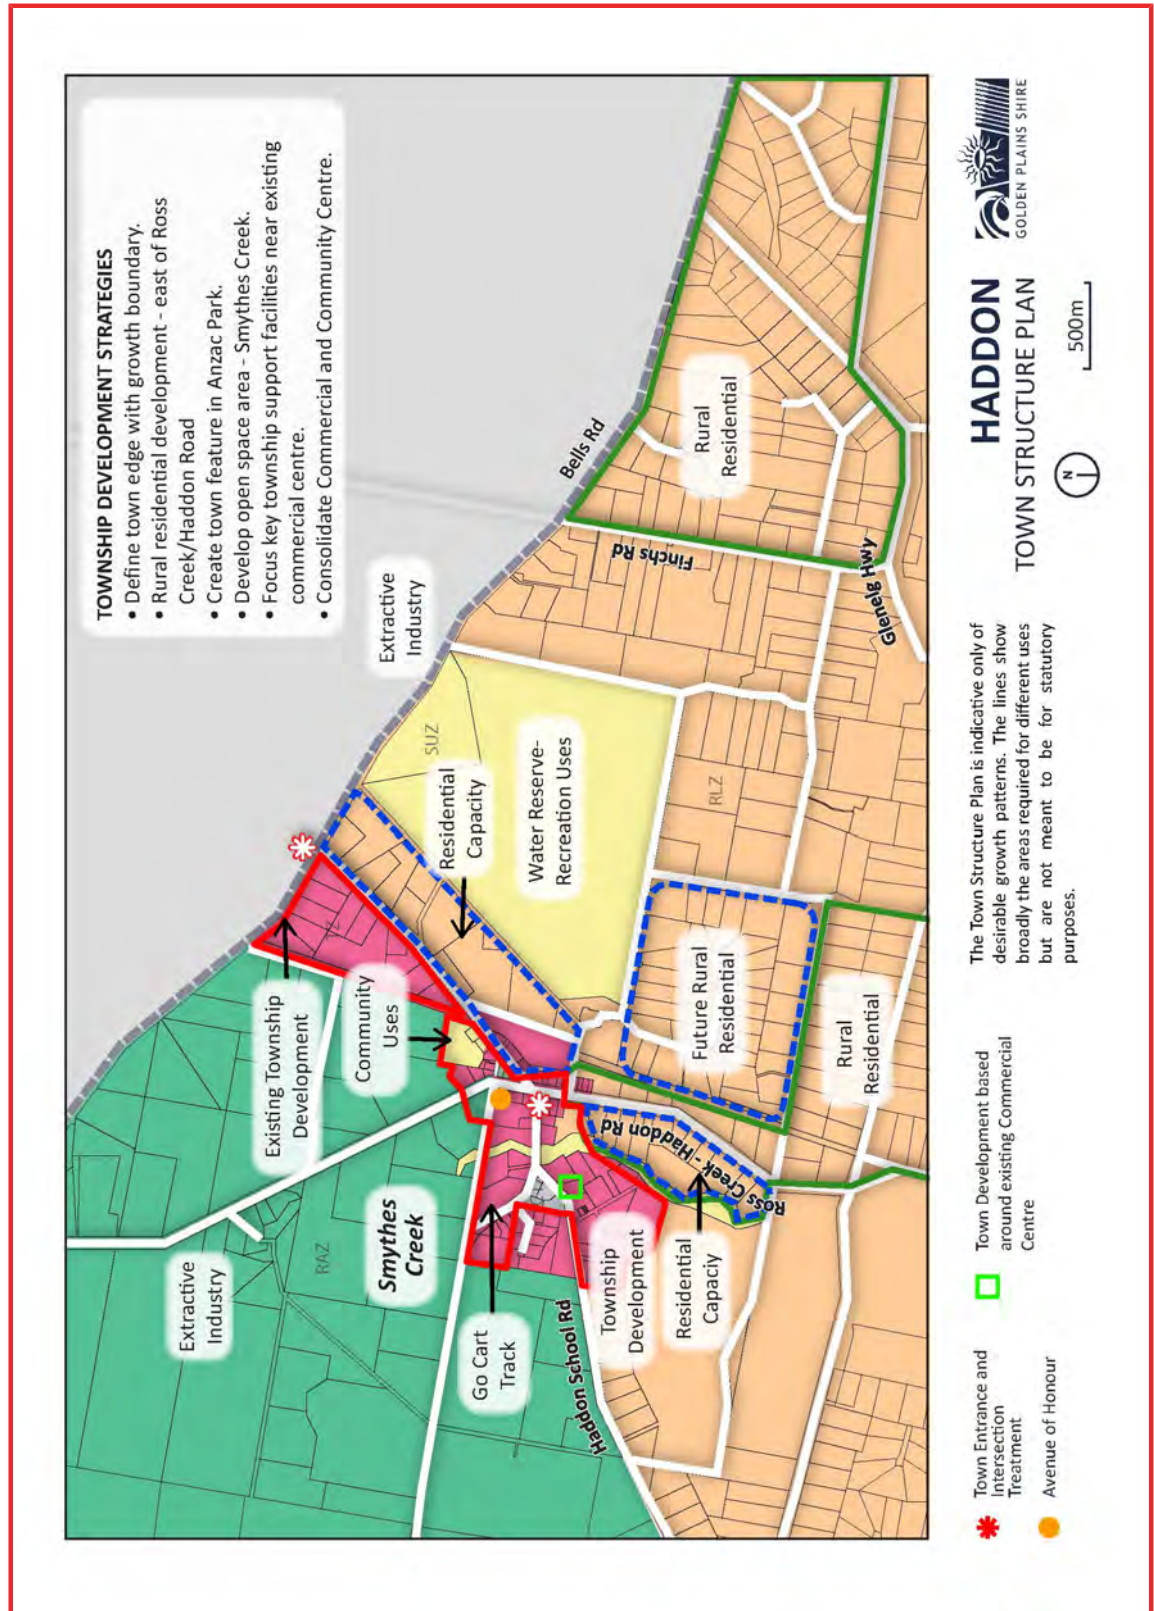 TOWNSHIP DEVELOPMENT STRATEGIES
• Define town edge with growth boundary.
• Rural residential development - east of Ross
Creek/Haddon Road
• Create town feature in Anzac Park.
• Develop open space area - Smythes Creek.
• Focus key township support facilities near existing
commercial centre.
• Consolidate Commercial and Community Centre.
Extractive
Industry
RAZ
Smythes
Creek
Existing Township
Development
TZ
Community
Uses
Go Cart
Track
Haddon School Rd
Township
Development
Residential
Capaciy
Ross Creek - Haddon Rd
Residential
Capacity
SUZ
Water Reserve-
Recreation Uses
Extractive
Industry
Bells Rd
Finchs Rd
Rural
Residential
Glenelg Hwy
RLZ
Future Rural
Residential
Rural
Residential
Town Entrance and
Intersection
Treatment
Avenue of Honour
Town Development based
around existing Commercial
Centre
The Town Structure Plan is indicative only of
desirable growth patterns. The lines show
broadly the areas required for different uses
but are not meant to be for statutory
purposes.
HADDON
TOWN STRUCTURE PLAN
N
500m
GOLDEN PLAINS SHIRE